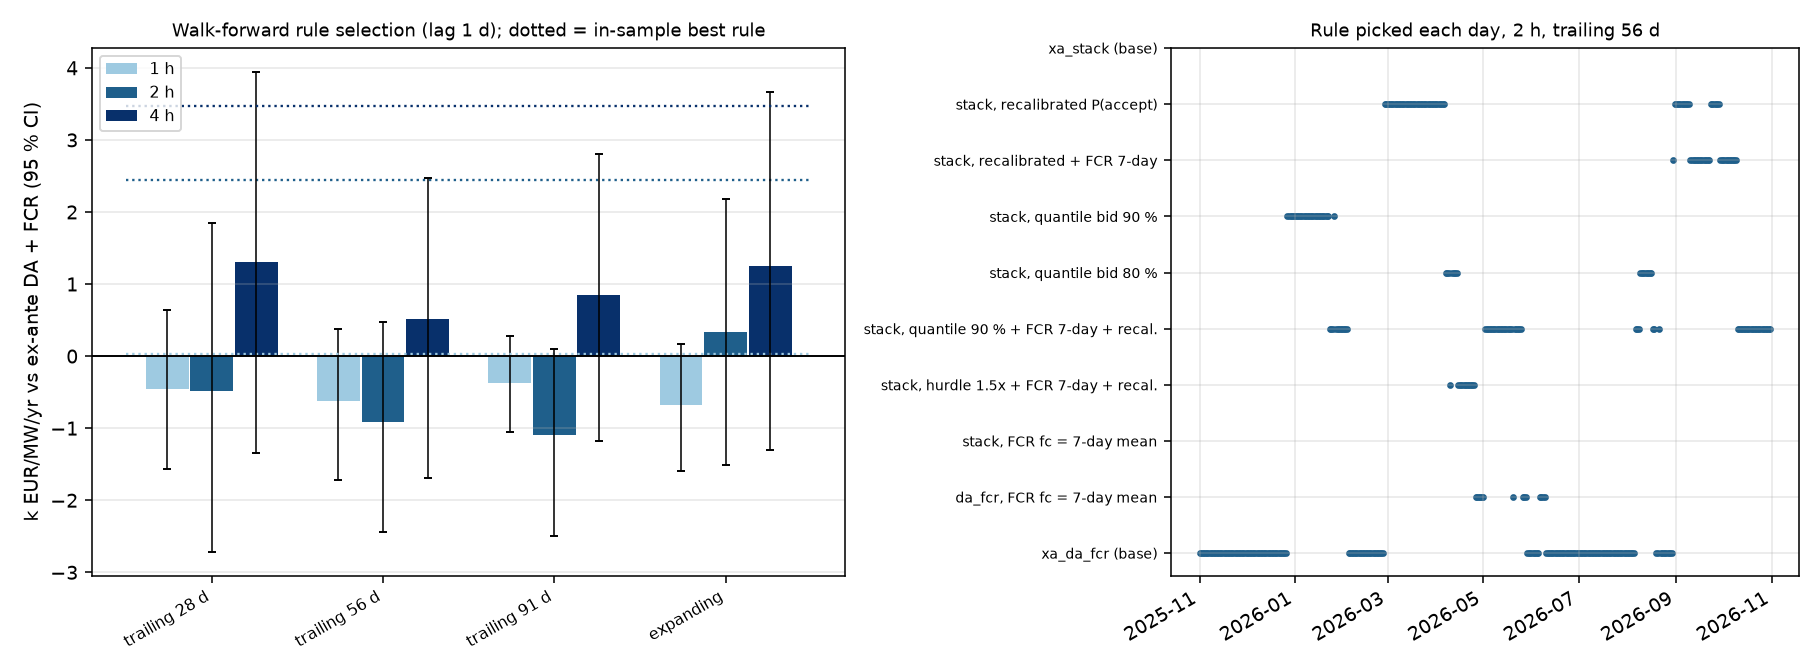 Walk-forward rule selection (lag 1 d); dotted = in-sample best rule
k EUR/MW/yr vs ex-ante DA + FCR (95 % CI)
4
3
2
1
0
−1
−2
−3
1 h
2 h
4 h
trailing 28 d
trailing 56 d
trailing 91 d
expanding
Rule picked each day, 2 h, trailing 56 d
xa_stack (base)
stack, recalibrated P(accept)
stack, recalibrated + FCR 7-day
stack, quantile bid 90 %
stack, quantile bid 80 %
stack, quantile 90 % + FCR 7-day + recal.
stack, hurdle 1.5x + FCR 7-day + recal.
stack, FCR fc = 7-day mean
da_fcr, FCR fc = 7-day mean
xa_da_fcr (base)
2025-11
2026-01
2026-03
2026-05
2026-07
2026-09
2026-11